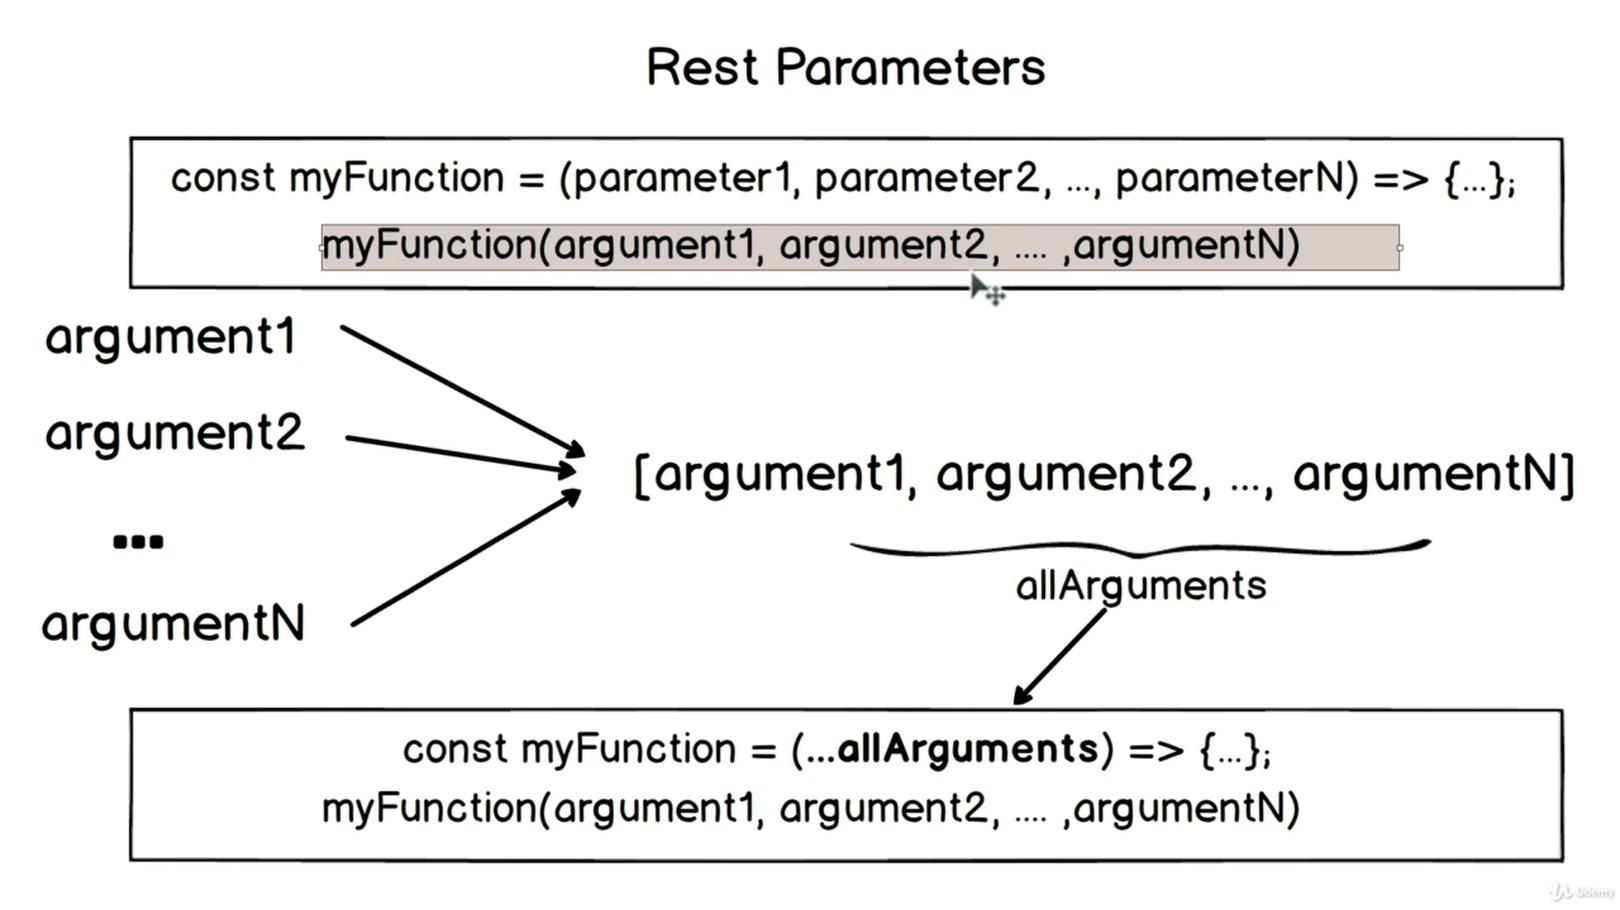 Rest Parameters
const myFunction = (parameter1, parameter2, ..., parameterN) => {...};
myFunction(argument1, argument2, .... ,argumentN)
argument1
argument2
...
argumentN
[argument1, argument2, ..., argumentN]
allArguments
const myFunction = (...allArguments) => {...};
myFunction(argument1, argument2, .... ,argumentN)
Udemy